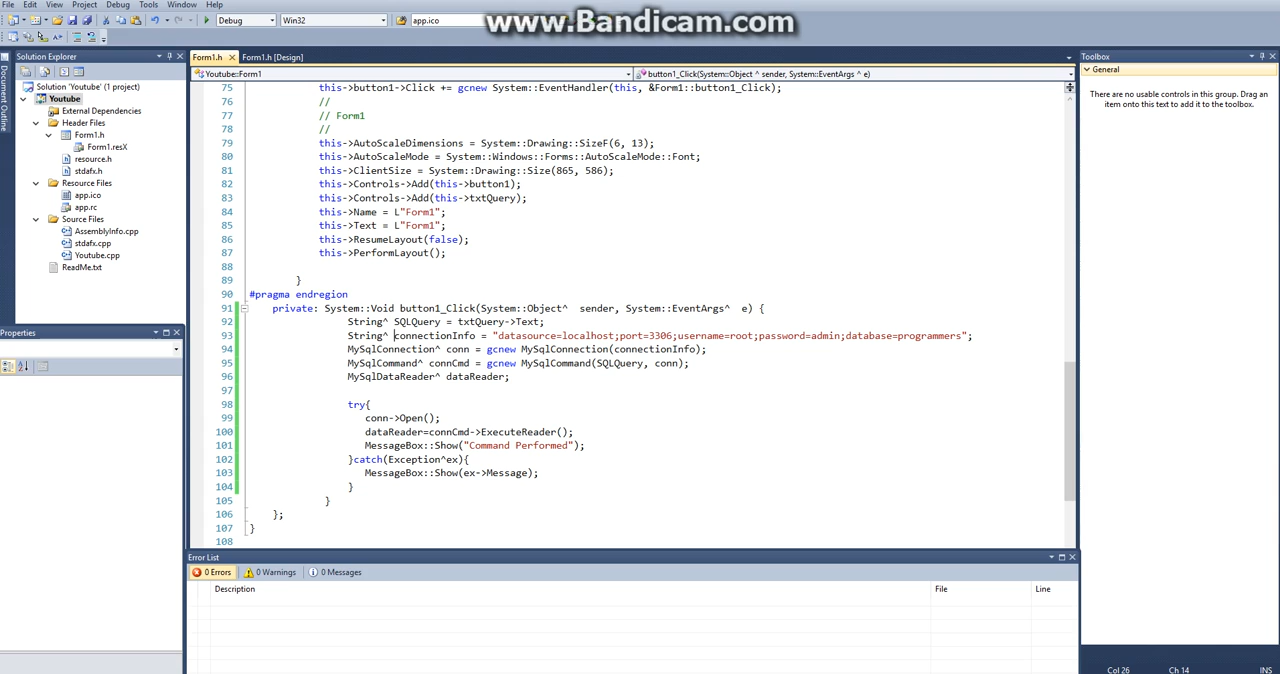 www.Bandicam.com
File Edit View Project Debug Tools Window Help
Debug Win32 app.ico
Solution Explorer
Form1.h Form1.h [Design]
Toolbox
Youtube::Form1 button1_Click(System::Object ^ sender, System::EventArgs ^ e)
General
There are no usable controls in this group. Drag an
item onto this text to add it to the toolbox.
Document Outline
Solution 'Youtube' (1 project)
Youtube
External Dependencies
Header Files
Form1.h
Form1.resX
resource.h
stdafx.h
Resource Files
app.ico
app.rc
Source Files
AssemblyInfo.cpp
stdafx.cpp
Youtube.cpp
ReadMe.txt
Properties
75 this->button1->Click += gcnew System::EventHandler(this, &Form1::button1_Click);
76 //
77 // Form1
78 //
79 this->AutoScaleDimensions = System::Drawing::SizeF(6, 13);
80 this->AutoScaleMode = System::Windows::Forms::AutoScaleMode::Font;
81 this->ClientSize = System::Drawing::Size(865, 586);
82 this->Controls->Add(this->button1);
83 this->Controls->Add(this->txtQuery);
84 this->Name = L"Form1";
85 this->Text = L"Form1";
86 this->ResumeLayout(false);
87 this->PerformLayout();
88
89 }
90 #pragma endregion
91 private: System::Void button1_Click(System::Object^  sender, System::EventArgs^  e) {
92 String^ SQLQuery = txtQuery->Text;
93 String^ connectionInfo = "datasource=localhost;port=3306;username=root;password=admin;database=programmers";
94 MySqlConnection^ conn = gcnew MySqlConnection(connectionInfo);
95 MySqlCommand^ connCmd = gcnew MySqlCommand(SQLQuery, conn);
96 MySqlDataReader^ dataReader;
97
98 try{
99 conn->Open();
100 dataReader=connCmd->ExecuteReader();
101 MessageBox::Show("Command Performed");
102 }catch(Exception^ex){
103 MessageBox::Show(ex->Message);
104 }
105 }
106 };
107 }
108
Error List
0 Errors 0 Warnings 0 Messages
Description File Line
Col 26 Ch 14 INS